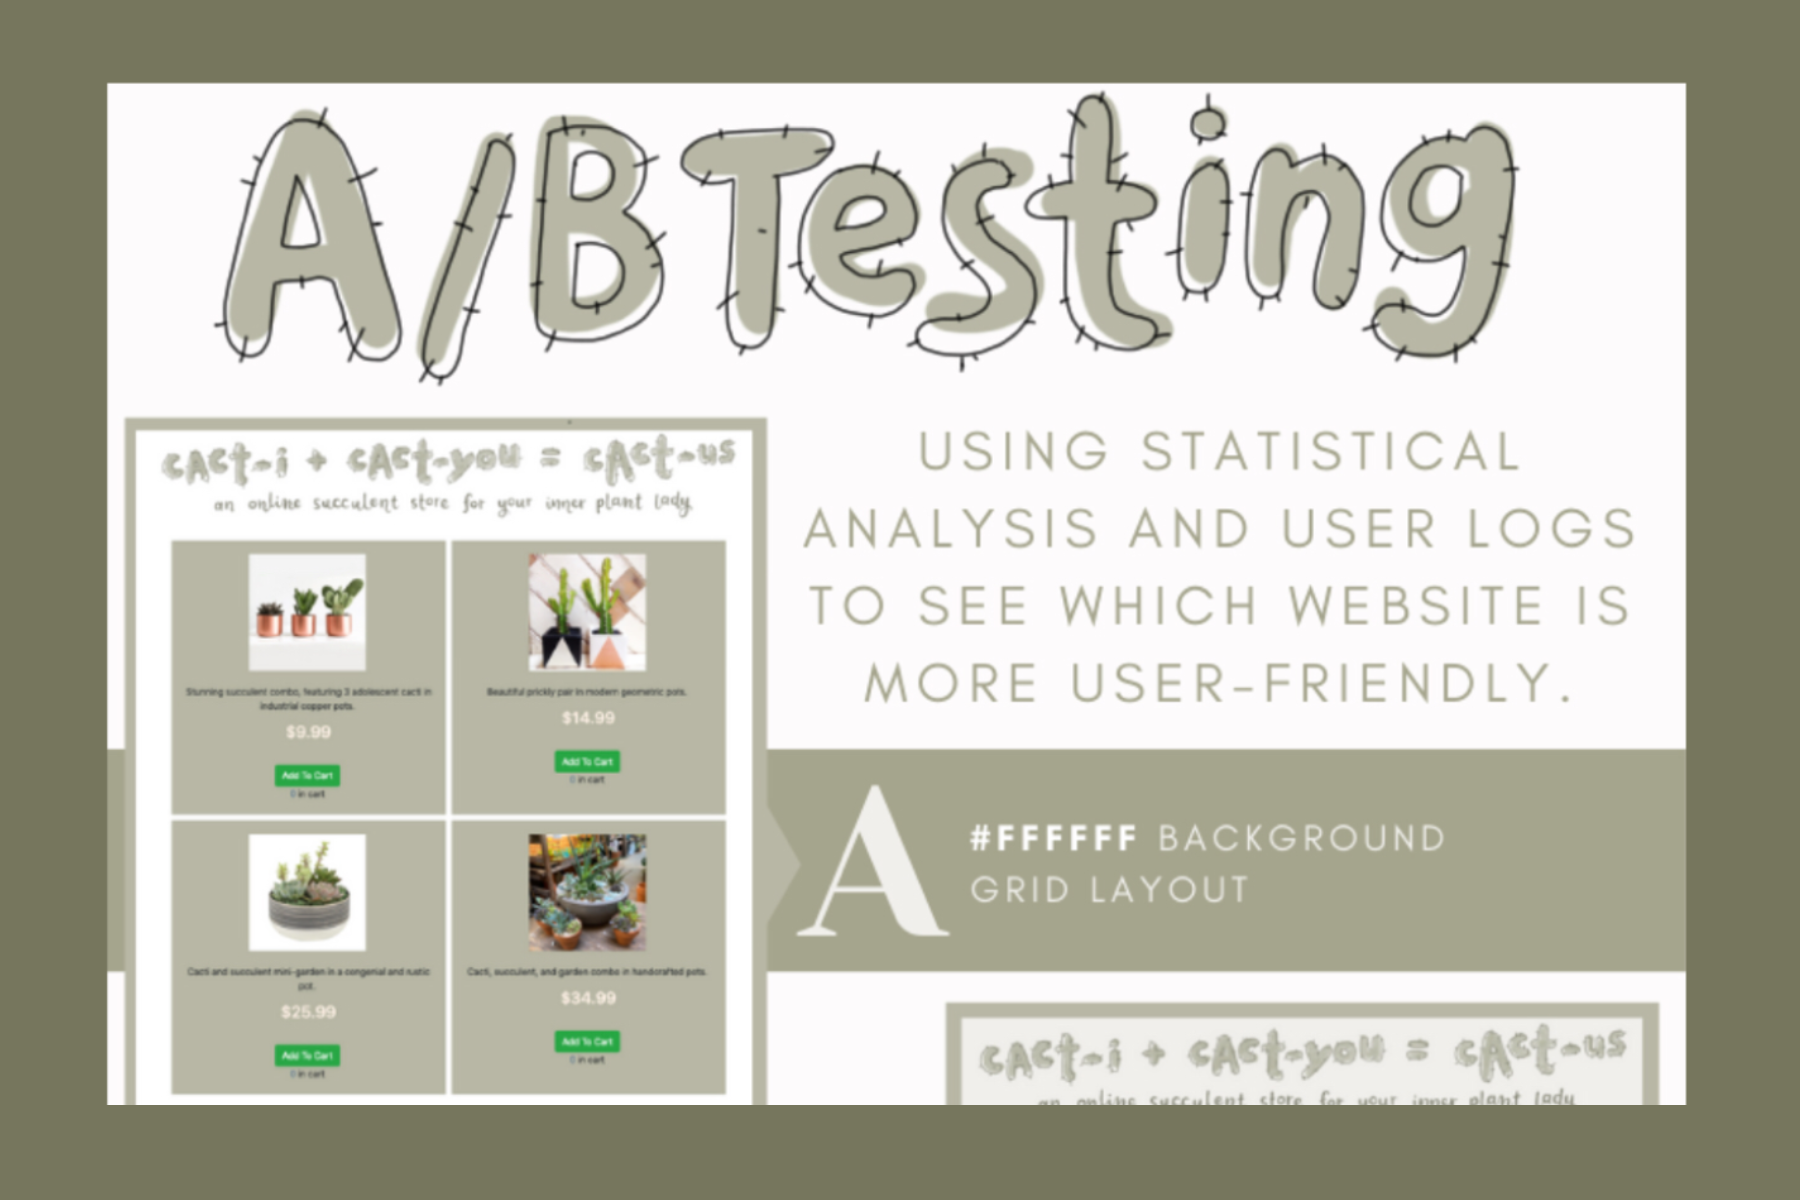 A/B Testing
cact-i + cact-you = cact-us
an online succulent store for your inner plant lady.
Stunning succulent combo, featuring 3 adolescent cacti in
industrial copper pots.
$9.99
Add To Cart
0 in cart
Beautiful prickly pair in modern geometric pots.
$14.99
Add To Cart
0 in cart
Cacti and succulent mini-garden in a congenial and rustic
pot.
$25.99
Add To Cart
0 in cart
Cacti, succulent, and garden combo in handcrafted pots.
$34.99
Add To Cart
0 in cart
USING STATISTICAL
ANALYSIS AND USER LOGS
TO SEE WHICH WEBSITE IS
MORE USER-FRIENDLY.
A
#FFFFFF BACKGROUND
GRID LAYOUT
cact-i + cact-you = cact-us
an online succulent store for your inner plant lady